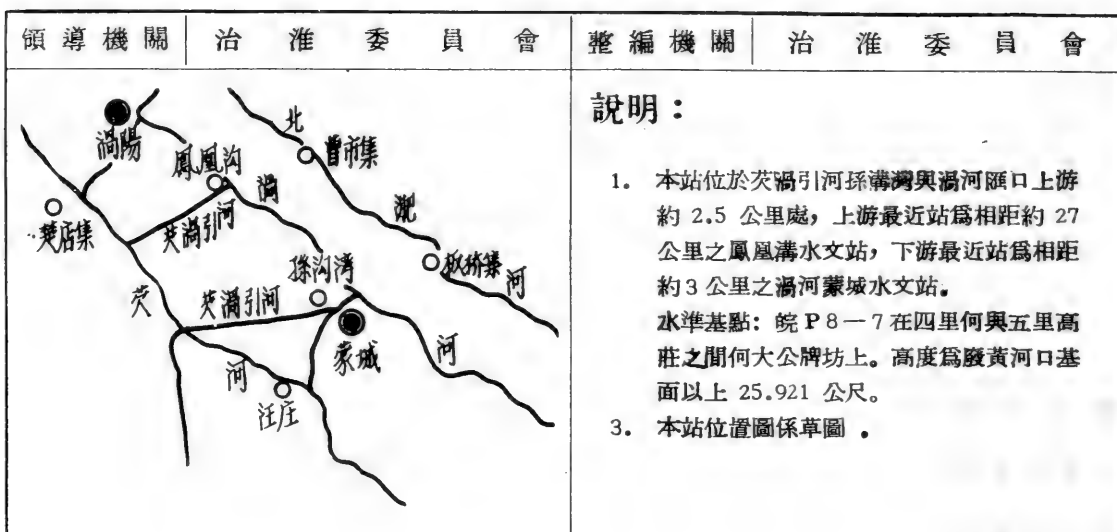 領導機關 治淮委員會 整編機關 治淮委員會
北
渦陽
曹市集
鳳凰沟
渦
淝
楚店集
芡渦引河
板桥集
孫沟湾
河
芡
芡渦引河
蒙城
河
河
汪庄
說明：
1. 本站位於芡渦引河孫溝灣與渦河匯口上游
約 2.5 公里處，上游最近站爲相距約 27
公里之鳳凰溝水文站，下游最近站爲相距
約 3 公里之渦河蒙城水文站。
水準基點：皖 P 8－7 在四里何與五里高
莊之間何大公牌坊上。高度爲廢黃河口基
面以上 25.921 公尺。
3. 本站位置圖係草圖 。